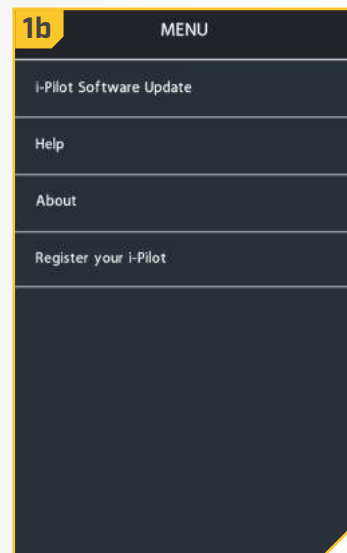 1b
MENU
i-Pilot Software Update
Help
About
Register your i-Pilot